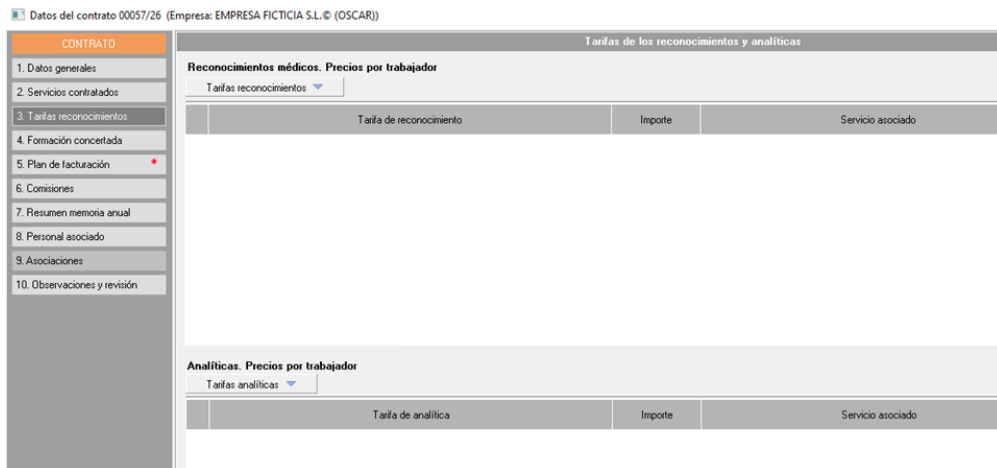 Datos del contrato 00057/26 (Empresa: EMPRESA FICTICIA S.L.© (OSCAR))
CONTRATO
1. Datos generales
2. Servicios contratados
3. Tarifas reconocimientos
4. Formación concertada
5. Plan de facturación *
6. Comisiones
7. Resumen memoria anual
8. Personal asociado
9. Asociaciones
10. Observaciones y revisión
Tarifas de los reconocimientos y analíticas
Reconocimientos médicos. Precios por trabajador
Tarifas reconocimientos
Tarifa de reconocimiento Importe Servicio asociado
Analíticas. Precios por trabajador
Tarifas analíticas
Tarifa de analítica Importe Servicio asociado